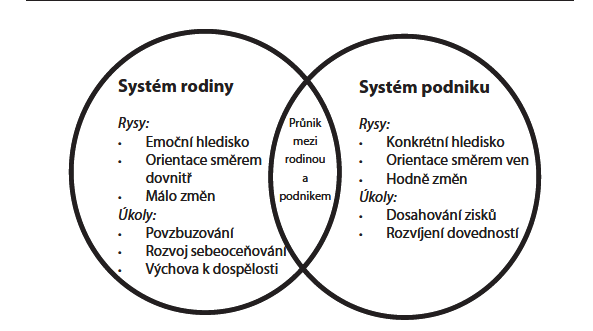 Systém rodiny
Rysy:
• Emoční hledisko
• Orientace směrem
dovnitř
• Málo změn
Úkoly:
• Povzbuzování
• Rozvoj sebeoceňování
• Výchova k dospělosti
Průnik
mezi
rodinou
a
podnikem
Systém podniku
Rysy:
• Konkrétní hledisko
• Orientace směrem ven
• Hodně změn
Úkoly:
• Dosahování zisků
• Rozvíjení dovedností